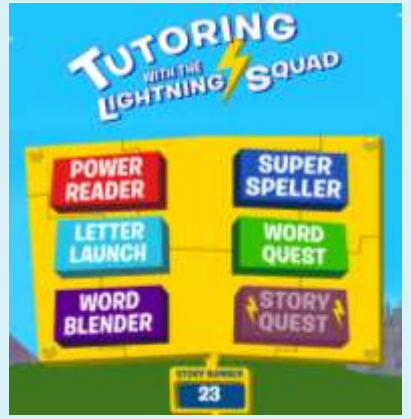 TUTORING
WITH THE
LIGHTNING SQUAD
POWER
READER
SUPER
SPELLER
LETTER
LAUNCH
WORD
QUEST
WORD
BLENDER
STORY
QUEST
STORY NUMBER
23